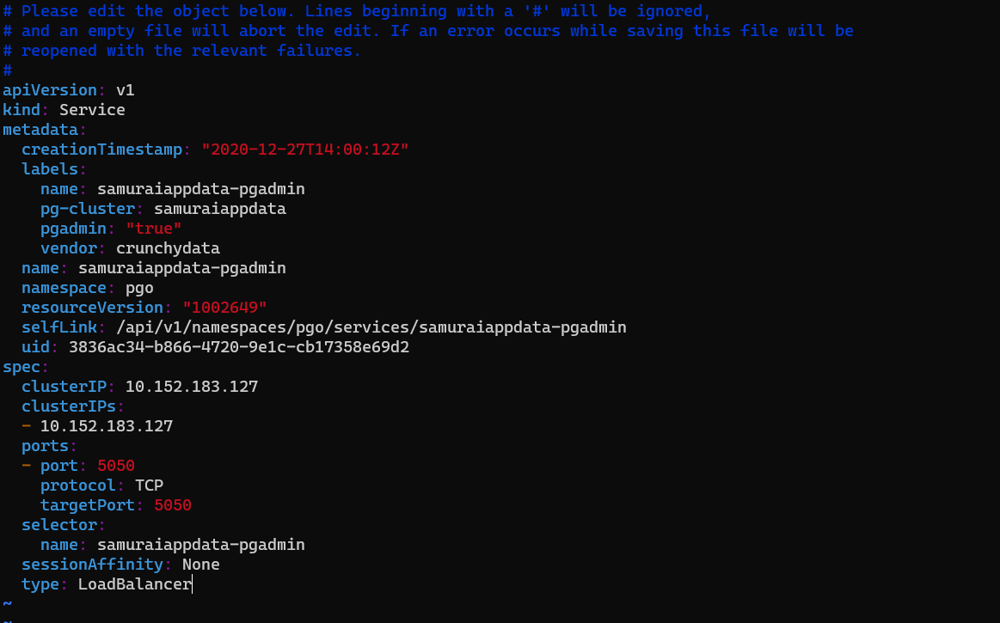 # Please edit the object below. Lines beginning with a '#' will be ignored,
# and an empty file will abort the edit. If an error occurs while saving this file will be
# reopened with the relevant failures.
#
apiVersion: v1
kind: Service
metadata:
  creationTimestamp: "2020-12-27T14:00:12Z"
  labels:
    name: samuraiappdata-pgadmin
    pg-cluster: samuraiappdata
    pgadmin: "true"
    vendor: crunchydata
  name: samuraiappdata-pgadmin
  namespace: pgo
  resourceVersion: "1002649"
  selfLink: /api/v1/namespaces/pgo/services/samuraiappdata-pgadmin
  uid: 3836ac34-b866-4720-9e1c-cb17358e69d2
spec:
  clusterIP: 10.152.183.127
  clusterIPs:
  - 10.152.183.127
  ports:
  - port: 5050
    protocol: TCP
    targetPort: 5050
  selector:
    name: samuraiappdata-pgadmin
  sessionAffinity: None
  type: LoadBalancer
~
~